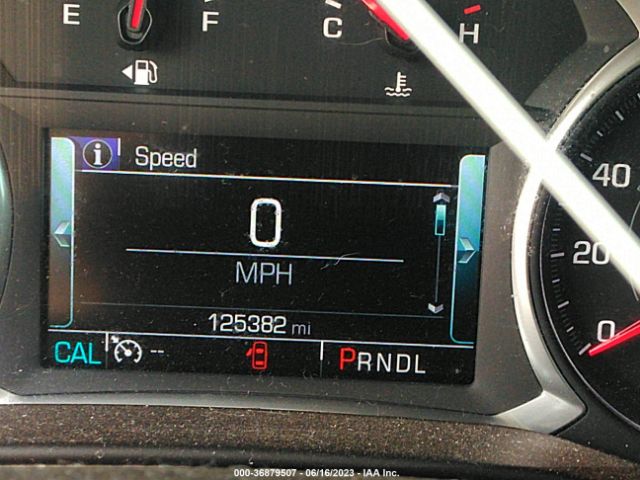 E F C H
i Speed
0
MPH
125382 mi
CAL -- PRNDL
40
20
0
000-36879507 - 06/16/2023 - IAA Inc.